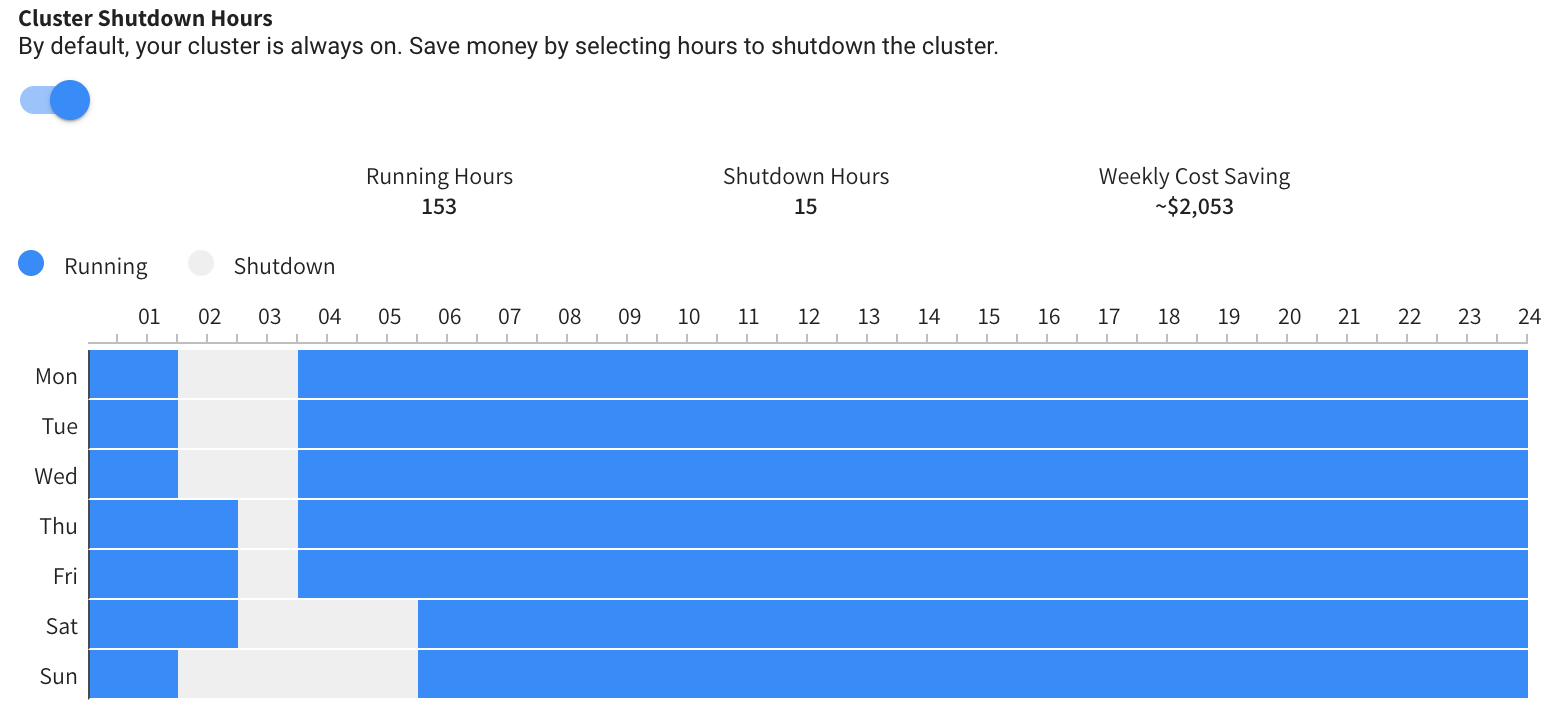 Cluster Shutdown Hours
By default, your cluster is always on. Save money by selecting hours to shutdown the cluster.
Running Hours Shutdown Hours Weekly Cost Saving
153 15 ~$2,053
Running Shutdown
01 02 03 04 05 06 07 08 09 10 11 12 13 14 15 16 17 18 19 20 21 22 23 24
Mon
Tue
Wed
Thu
Fri
Sat
Sun